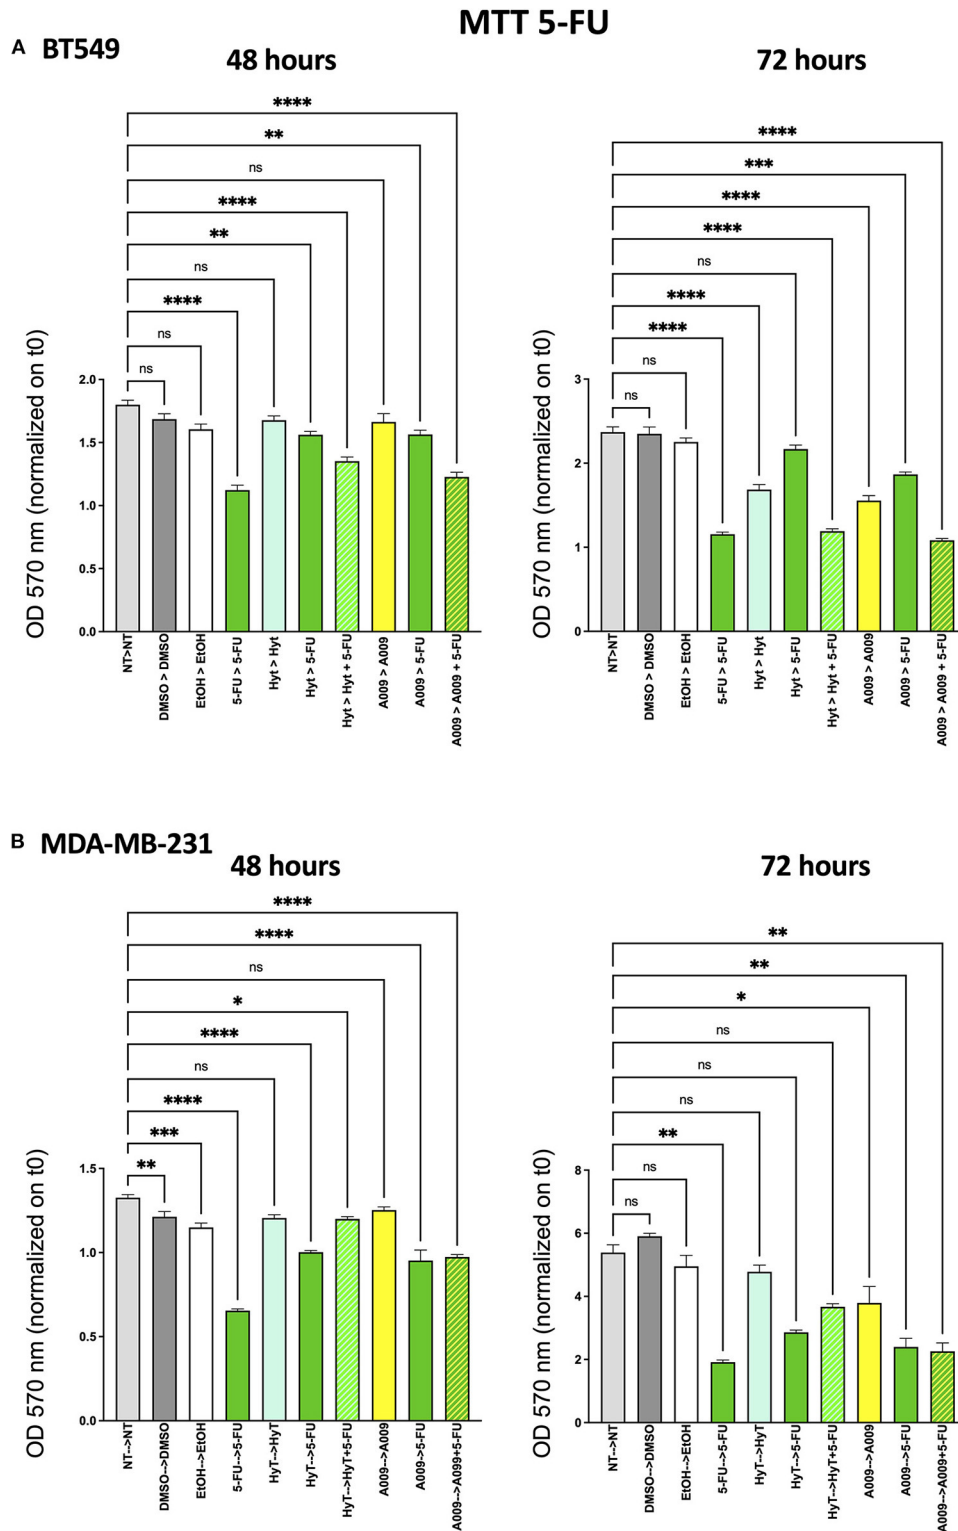 MTT 5-FU
A BT549
48 hours
72 hours
****
**
ns
****
**
ns
****
ns
ns
OD 570 nm (normalized on t0)
2.0
1.5
1.0
0.5
0.0
NT>NT
DMSO > DMSO
EtOH > EtOH
5-FU > 5-FU
Hyt > Hyt
Hyt > 5-FU
Hyt > Hyt + 5-FU
A009 > A009
A009 > 5-FU
A009 > A009 + 5-FU
****
***
****
****
ns
****
****
ns
ns
OD 570 nm (normalized on t0)
3
2
1
0
NT>NT
DMSO > DMSO
EtOH > EtOH
5-FU > 5-FU
Hyt > Hyt
Hyt > 5-FU
Hyt > Hyt + 5-FU
A009 > A009
A009 > 5-FU
A009 > A009 + 5-FU
B MDA-MB-231
48 hours
72 hours
****
****
ns
*
****
ns
****
***
**
OD 570 nm (normalized on t0)
1.5
1.0
0.5
0.0
NT-->NT
DMSO-->DMSO
EtOH-->EtOH
5-FU-->5-FU
HyT-->HyT
HyT-->5-FU
HyT-->HyT+5-FU
A009-->A009
A009-->5-FU
A009-->A099+5-FU
**
**
*
ns
ns
ns
**
ns
ns
OD 570 nm (normalized on t0)
8
6
4
2
0
NT-->NT
DMSO-->DMSO
EtOH-->EtOH
5-FU-->5-FU
HyT-->HyT
HyT-->5-FU
HyT-->HyT+5-FU
A009-->A009
A009-->5-FU
A009-->A009+5-FU